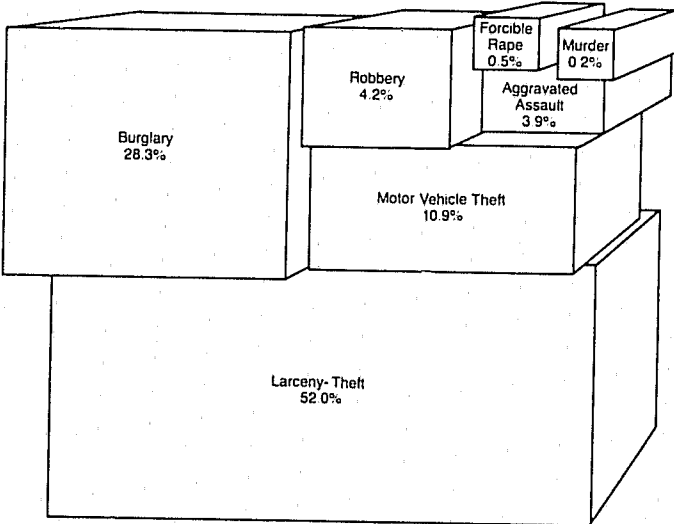 Forcible
Rape
0.5%
Murder
0 2%
Robbery
4.2%
Aggravated
Assault
3.9%
Burglary
28.3%
Motor Vehicle Theft
10.9%
Larceny- Theft
52.0%